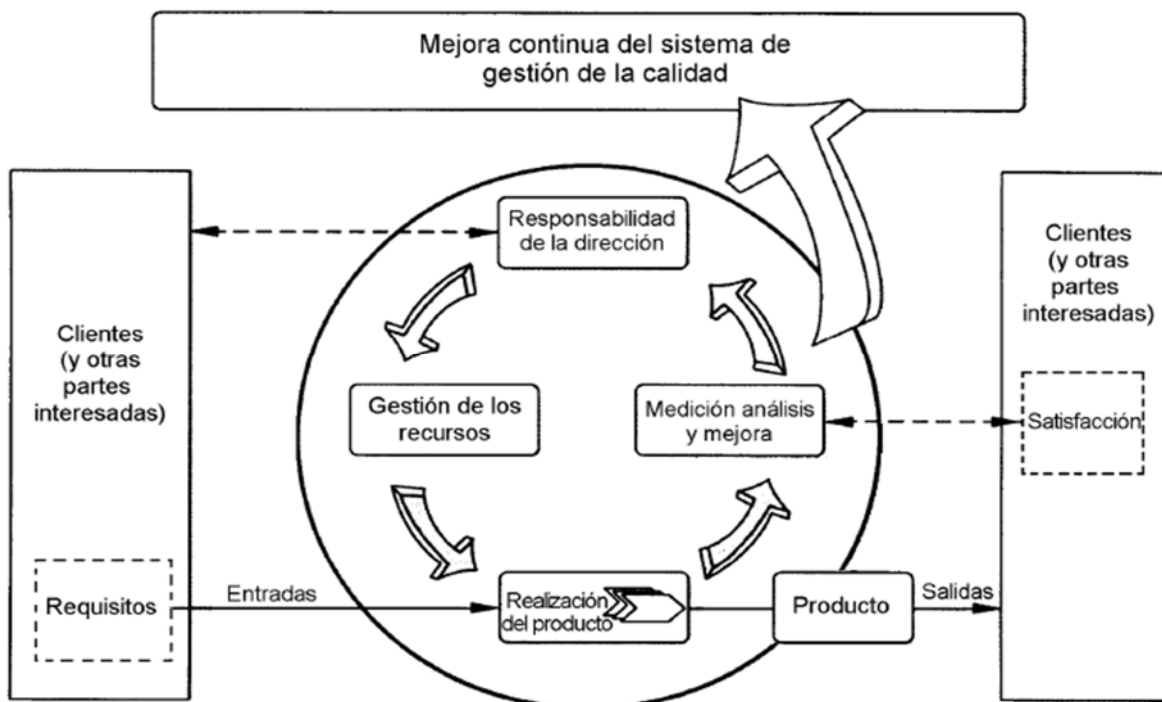 Mejora continua del sistema de
gestión de la calidad
Responsabilidad
de la dirección
Clientes
(y otras
partes
interesadas)
Clientes
(y otras
partes
interesadas)
Gestión de los
recursos
Medición análisis
y mejora
Satisfacción
Requisitos
Entradas
Realización
del producto
Producto
Salidas